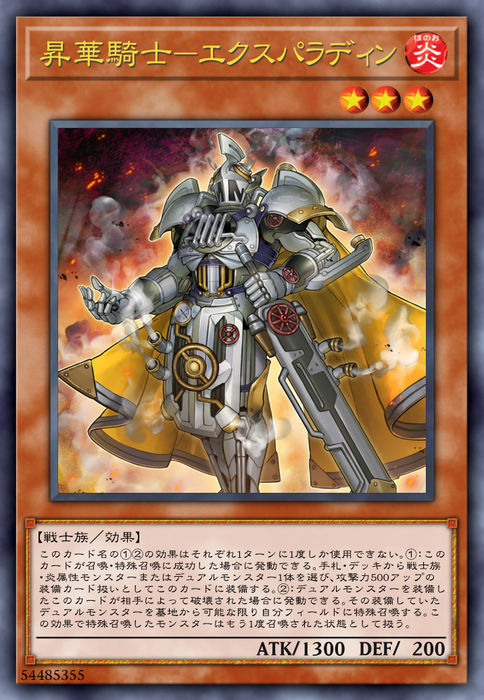 昇華騎士－エクスパラディン
ほのお
炎
【戦士族／効果】
このカード名の①②の効果はそれぞれ1ターンに1度しか使用できない。①：この
カードが召喚・特殊召喚に成功した場合に発動できる。手札・デッキから戦士族
・炎属性モンスターまたはデュアルモンスター1体を選び、攻撃力500アップの
装備カード扱いとしてこのカードに装備する。②：デュアルモンスターを装備し
たこのカードが相手によって破壊された場合に発動できる。その装備していた
デュアルモンスターを墓地から可能な限り自分フィールドに特殊召喚する。こ
の効果で特殊召喚したモンスターはもう1度召喚された状態として扱う。
ATK/1300 DEF/ 200
54485355